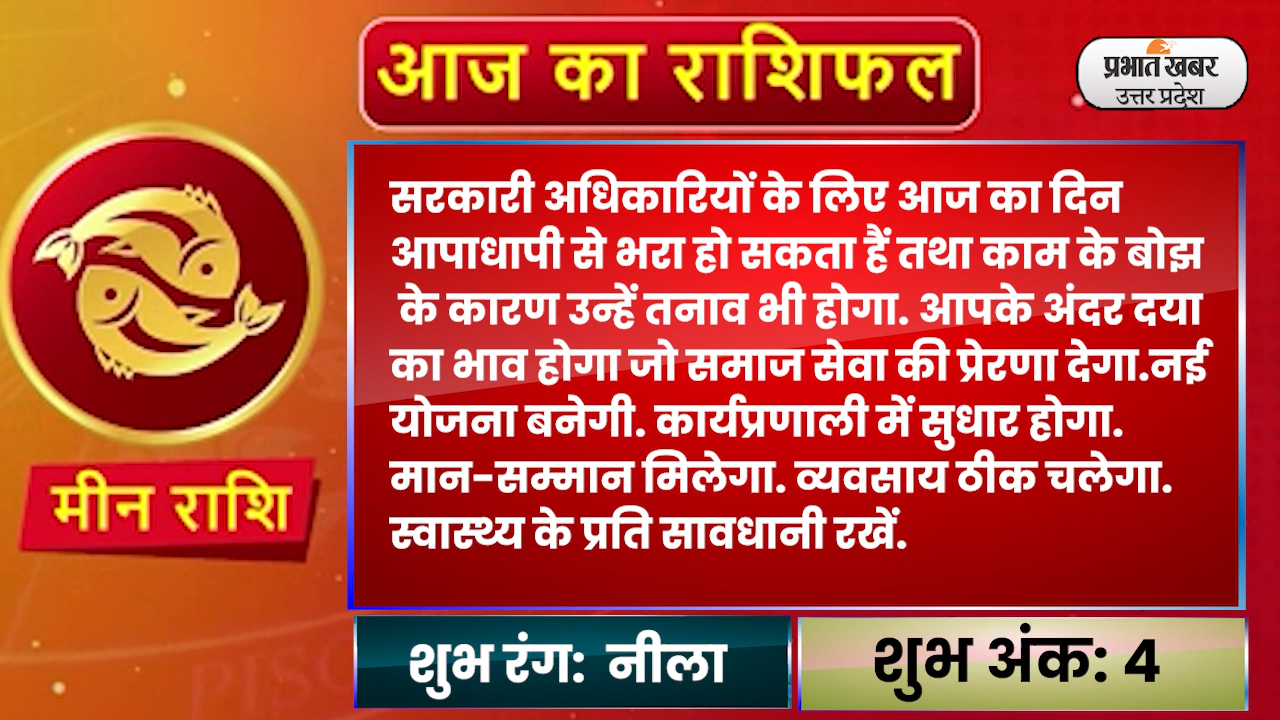 आज का राशिफल
प्रभात खबर
उत्तर प्रदेश
सरकारी अधिकारियों के लिए आज का दिन
आपाधापी से भरा हो सकता हैं तथा काम के बोझ
के कारण उन्हें तनाव भी होगा. आपके अंदर दया
का भाव होगा जो समाज सेवा की प्रेरणा देगा.नई
योजना बनेगी. कार्यप्रणाली में सुधार होगा.
मान-सम्मान मिलेगा. व्यवसाय ठीक चलेगा.
स्वास्थ्य के प्रति सावधानी रखें.
मीन राशि
शुभ रंग: नीला
शुभ अंक: 4